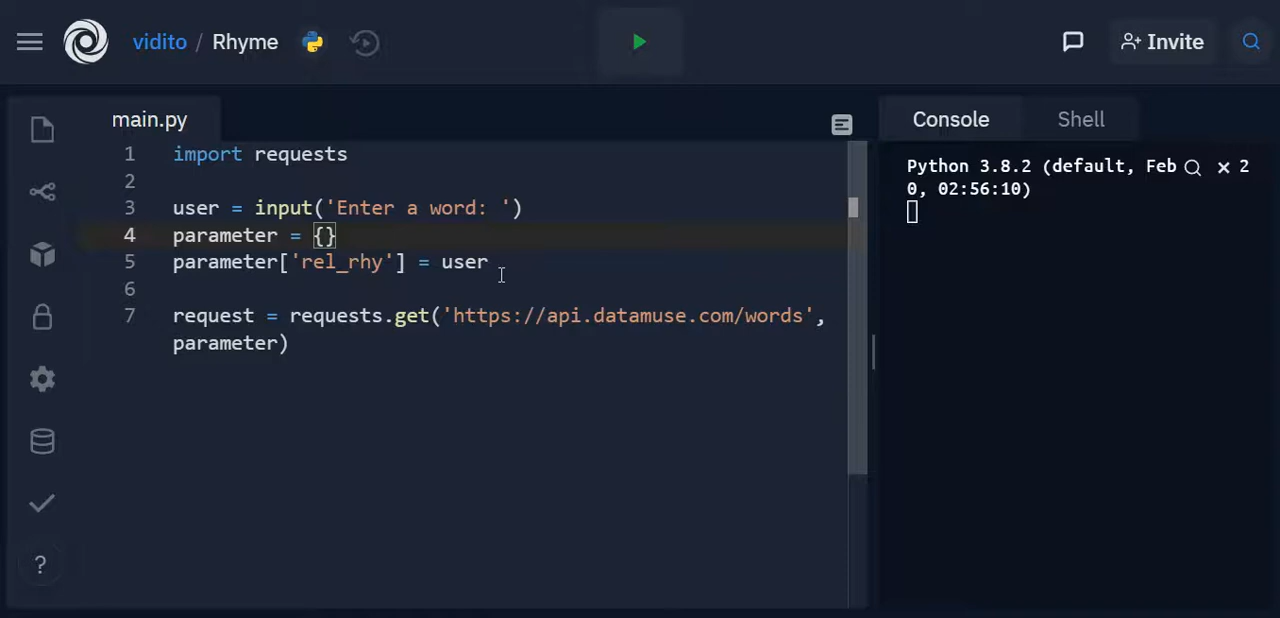 vidito / Rhyme
Invite
main.py
Console
Shell
1 import requests
2
3 user = input('Enter a word: ')
4 parameter = {}
5 parameter['rel_rhy'] = user
6
7 request = requests.get('https://api.datamuse.com/words',
parameter)
Python 3.8.2 (default, Feb 2
0, 02:56:10)
?